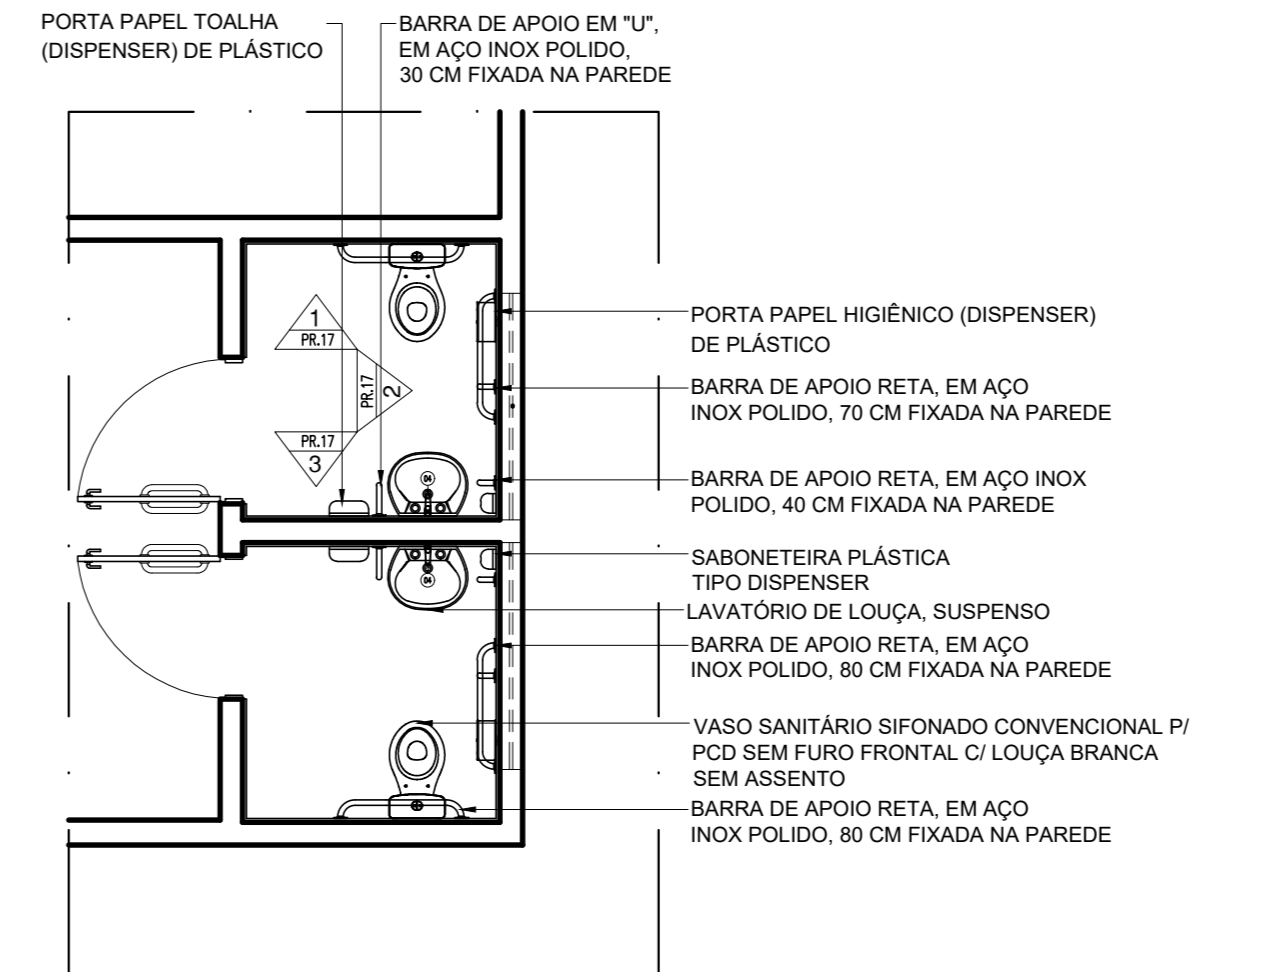 PORTA PAPEL TOALHA
(DISPENSER) DE PLÁSTICO
BARRA DE APOIO EM "U",
EM AÇO INOX POLIDO,
30 CM FIXADA NA PAREDE
1
PR.17
PR.17
2
PR.17
3
D4
D4
PORTA PAPEL HIGIÊNICO (DISPENSER)
DE PLÁSTICO
BARRA DE APOIO RETA, EM AÇO
INOX POLIDO, 70 CM FIXADA NA PAREDE
BARRA DE APOIO RETA, EM AÇO INOX
POLIDO, 40 CM FIXADA NA PAREDE
SABONETEIRA PLÁSTICA
TIPO DISPENSER
LAVATÓRIO DE LOUÇA, SUSPENSO
BARRA DE APOIO RETA, EM AÇO
INOX POLIDO, 80 CM FIXADA NA PAREDE
VASO SANITÁRIO SIFONADO CONVENCIONAL P/
PCD SEM FURO FRONTAL C/ LOUÇA BRANCA
SEM ASSENTO
BARRA DE APOIO RETA, EM AÇO
INOX POLIDO, 80 CM FIXADA NA PAREDE